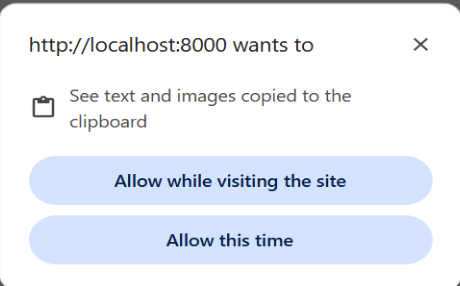 http://localhost:8000 wants to
See text and images copied to the
clipboard
Allow while visiting the site
Allow this time